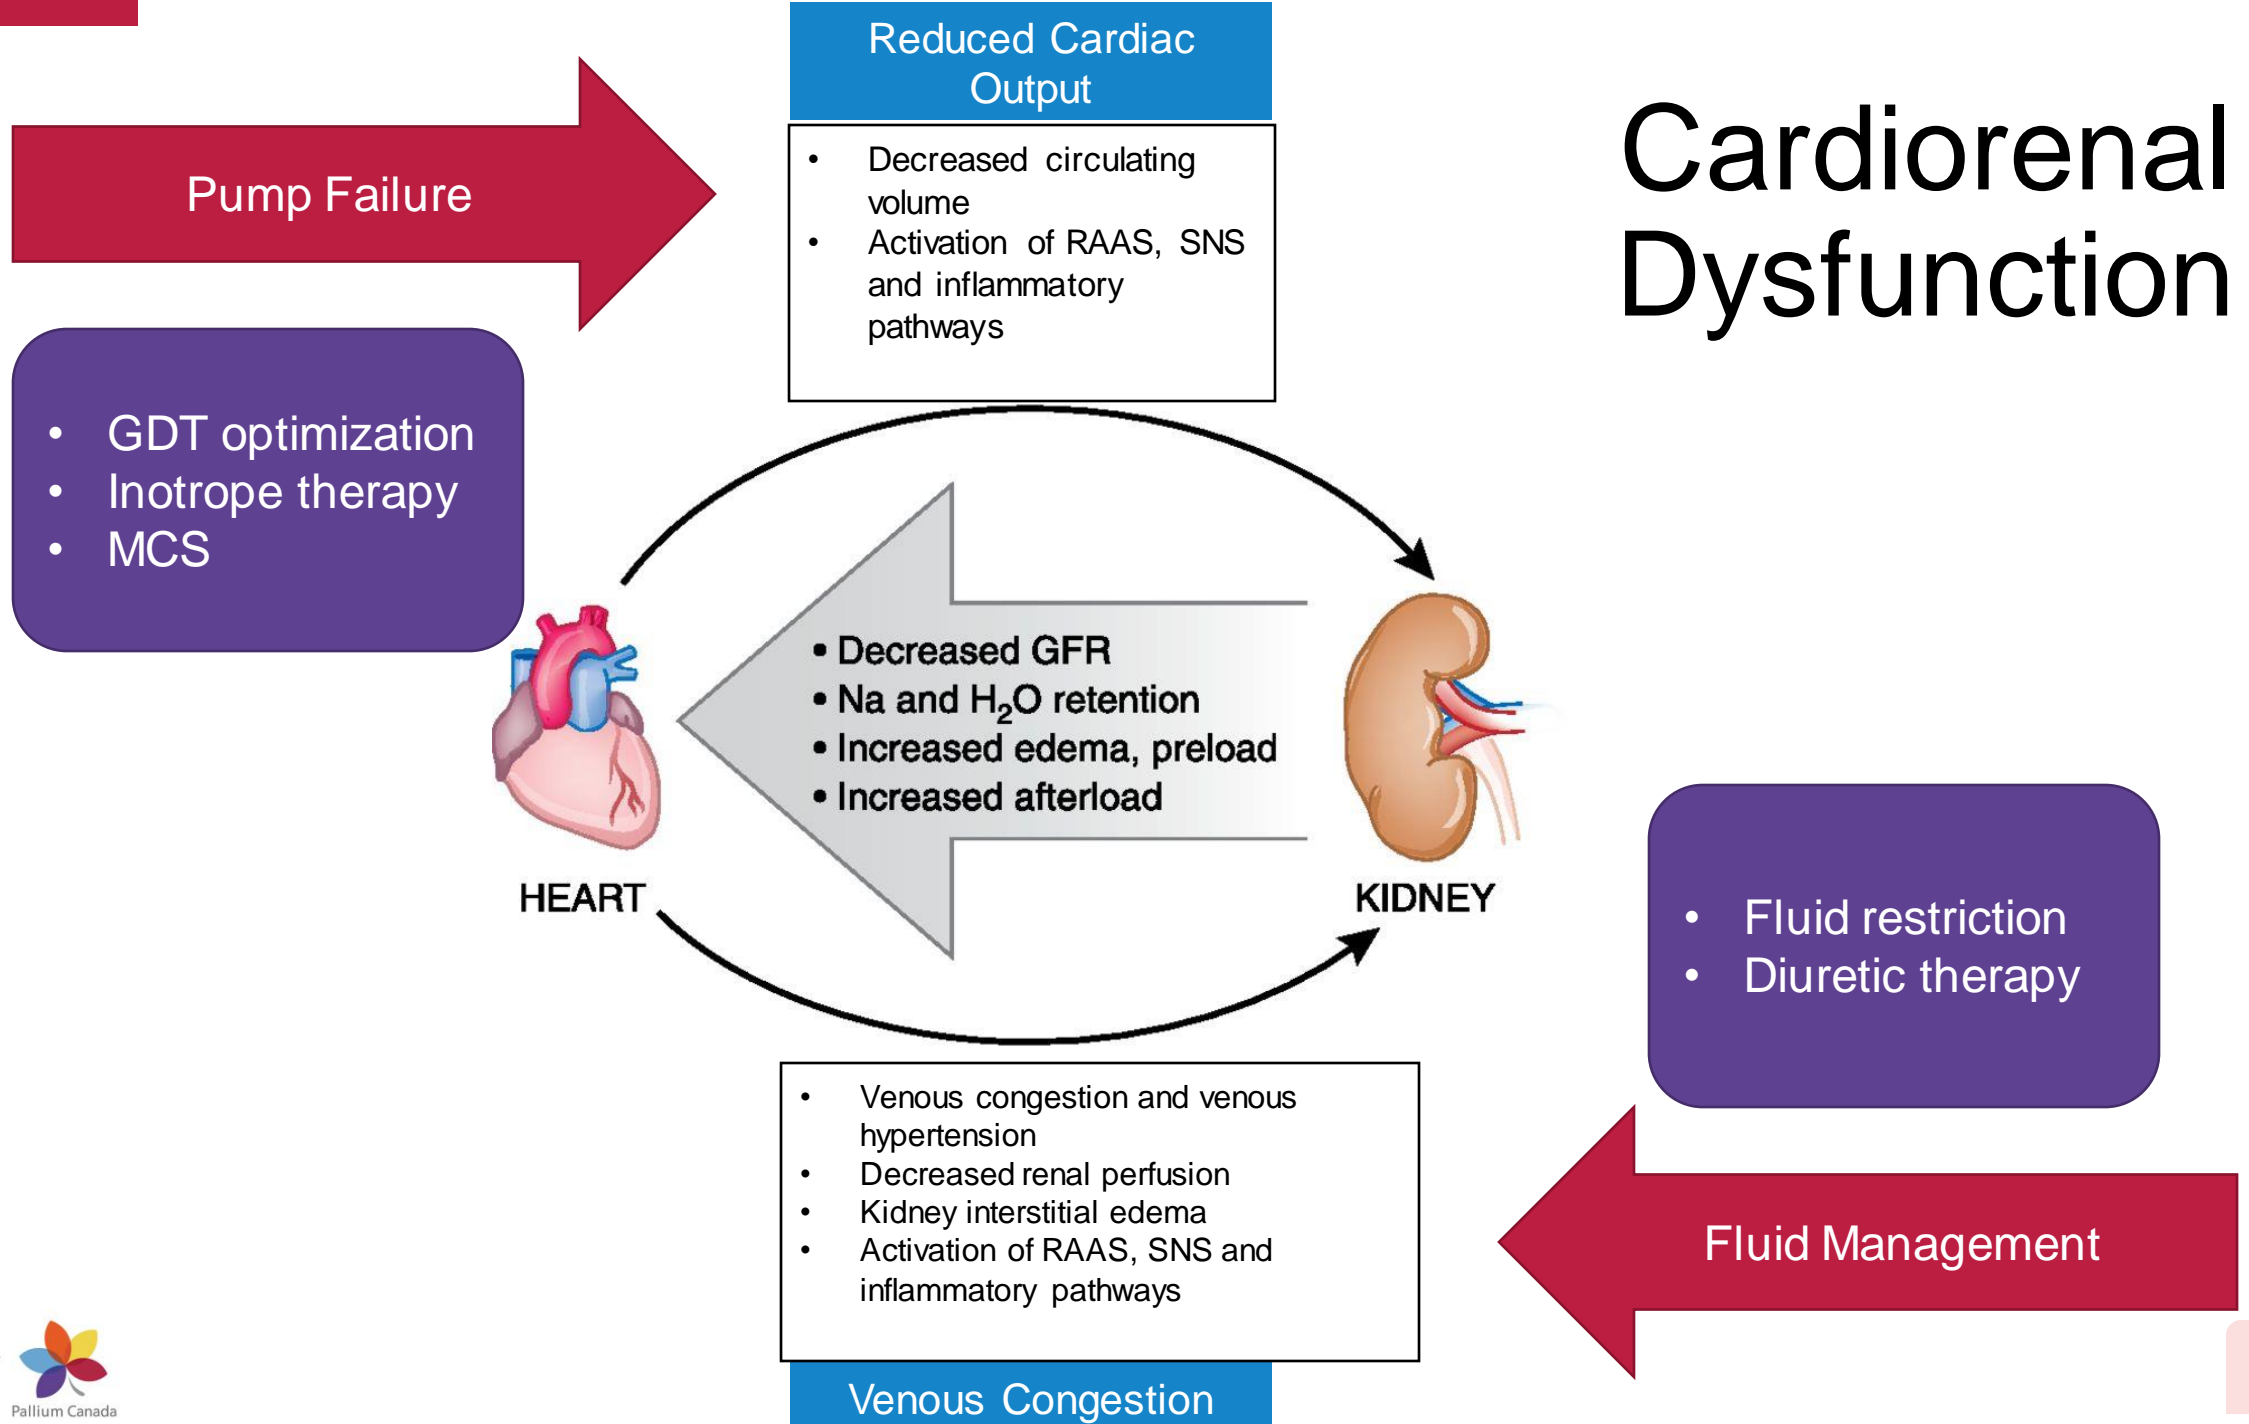 Reduced Cardiac
Output
Cardiorenal
Dysfunction
Pump Failure
• Decreased circulating
volume
• Activation of RAAS, SNS
and inflammatory
pathways
• GDT optimization
• Inotrope therapy
• MCS
• Decreased GFR
• Na and H₂O retention
• Increased edema, preload
• Increased afterload
HEART
KIDNEY
• Fluid restriction
• Diuretic therapy
• Venous congestion and venous
hypertension
• Decreased renal perfusion
• Kidney interstitial edema
• Activation of RAAS, SNS and
inflammatory pathways
Fluid Management
Venous Congestion
Pallium Canada